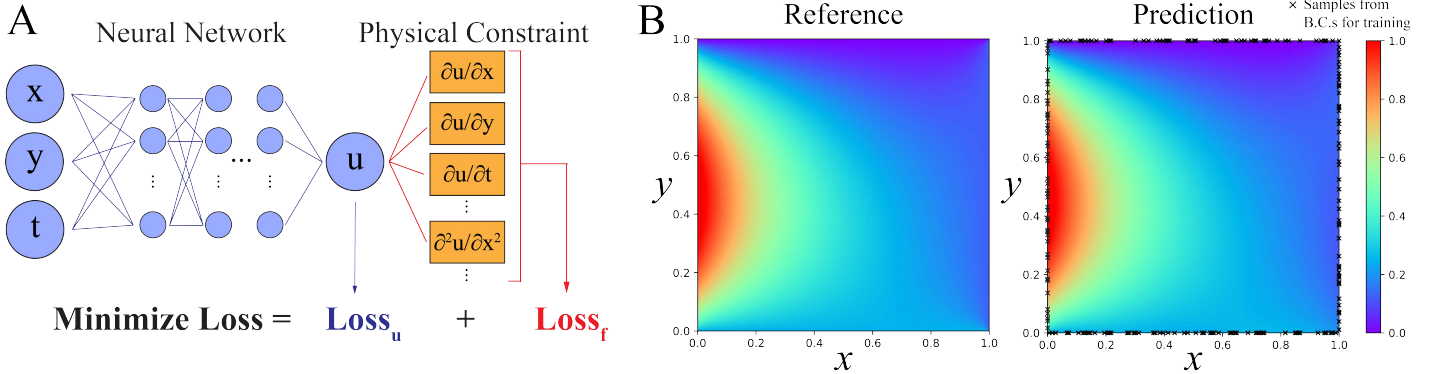 A
Neural Network
Physical Constraint
x
y
t
...
u
∂u/∂x
∂u/∂y
∂u/∂t
∂²u/∂x²
Minimize Loss = Lossᵤ + Loss_f
B
Reference
y
1.0
0.8
0.6
0.4
0.2
0.0
0.0 0.2 0.4 0.6 0.8 1.0
x
Prediction
× Samples from
B.C.s for training
y
1.0
0.8
0.6
0.4
0.2
0.0
0.0 0.2 0.4 0.6 0.8 1.0
x
1.0
0.8
0.6
0.4
0.2
0.0